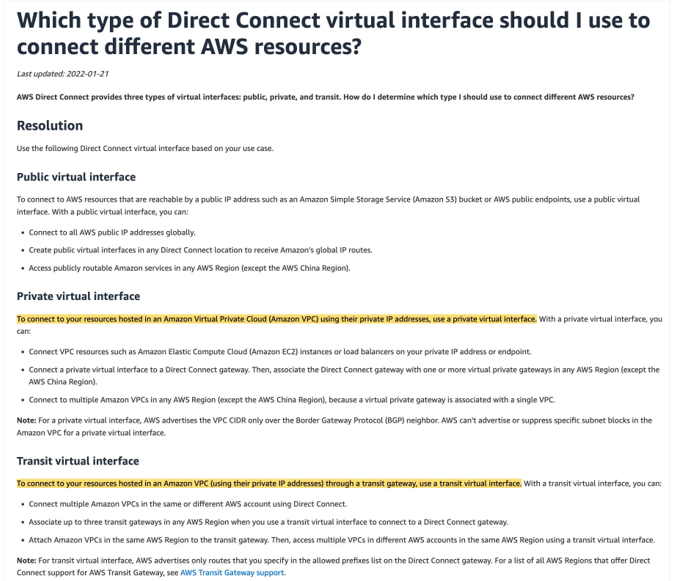 Which type of Direct Connect virtual interface should I use to
connect different AWS resources?
Last updated: 2022-01-21
AWS Direct Connect provides three types of virtual interfaces: public, private, and transit. How do I determine which type I should use to connect different AWS resources?
Resolution
Use the following Direct Connect virtual interface based on your use case.
Public virtual interface
To connect to AWS resources that are reachable by a public IP address such as an Amazon Simple Storage Service (Amazon S3) bucket or AWS public endpoints, use a public virtual
interface. With a public virtual interface, you can:
• Connect to all AWS public IP addresses globally.
• Create public virtual interfaces in any Direct Connect location to receive Amazon's global IP routes.
• Access publicly routable Amazon services in any AWS Region (except the AWS China Region).
Private virtual interface
To connect to your resources hosted in an Amazon Virtual Private Cloud (Amazon VPC) using their private IP addresses, use a private virtual interface. With a private virtual interface, you
can:
• Connect VPC resources such as Amazon Elastic Compute Cloud (Amazon EC2) instances or load balancers on your private IP address or endpoint.
• Connect a private virtual interface to a Direct Connect gateway. Then, associate the Direct Connect gateway with one or more virtual private gateways in any AWS Region (except the
AWS China Region).
• Connect to multiple Amazon VPCs in any AWS Region (except the AWS China Region), because a virtual private gateway is associated with a single VPC.
Note: For a private virtual interface, AWS advertises the VPC CIDR only over the Border Gateway Protocol (BGP) neighbor. AWS can't advertise or suppress specific subnet blocks in the
Amazon VPC for a private virtual interface.
Transit virtual interface
To connect to your resources hosted in an Amazon VPC (using their private IP addresses) through a transit gateway, use a transit virtual interface. With a transit virtual interface, you can:
• Connect multiple Amazon VPCs in the same or different AWS account using Direct Connect.
• Associate up to three transit gateways in any AWS Region when you use a transit virtual interface to connect to a Direct Connect gateway.
• Attach Amazon VPCs in the same AWS Region to the transit gateway. Then, access multiple VPCs in different AWS accounts in the same AWS Region using a transit virtual interface.
Note: For transit virtual interface, AWS advertises only routes that you specify in the allowed prefixes list on the Direct Connect gateway. For a list of all AWS Regions that offer Direct
Connect support for AWS Transit Gateway, see AWS Transit Gateway support.